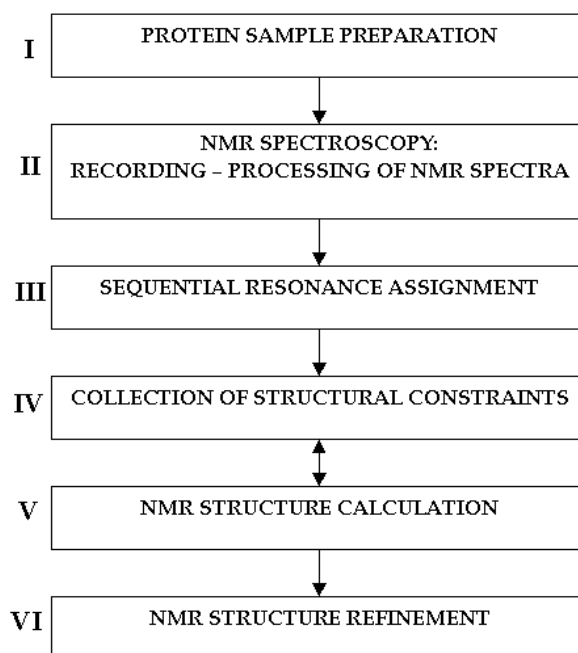 I PROTEIN SAMPLE PREPARATION
II NMR SPECTROSCOPY:
RECORDING – PROCESSING OF NMR SPECTRA
III SEQUENTIAL RESONANCE ASSIGNMENT
IV COLLECTION OF STRUCTURAL CONSTRAINTS
V NMR STRUCTURE CALCULATION
VI NMR STRUCTURE REFINEMENT